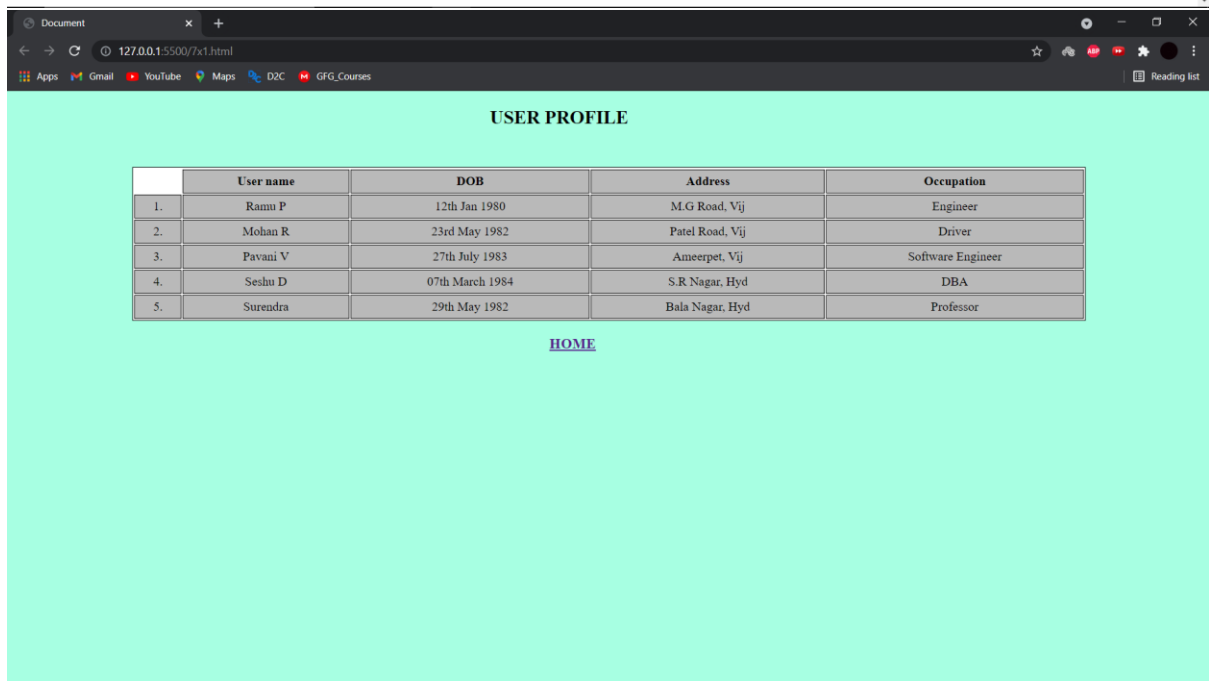 Document
127.0.0.1:5500/7x1.html
ABP
Apps Gmail YouTube Maps D2C M GFG_Courses Reading list
USER PROFILE
User name DOB Address Occupation
1. Ramu P 12th Jan 1980 M.G Road, Vij Engineer
2. Mohan R 23rd May 1982 Patel Road, Vij Driver
3. Pavani V 27th July 1983 Ameerpet, Vij Software Engineer
4. Seshu D 07th March 1984 S.R Nagar, Hyd DBA
5. Surendra 29th May 1982 Bala Nagar, Hyd Professor
HOME